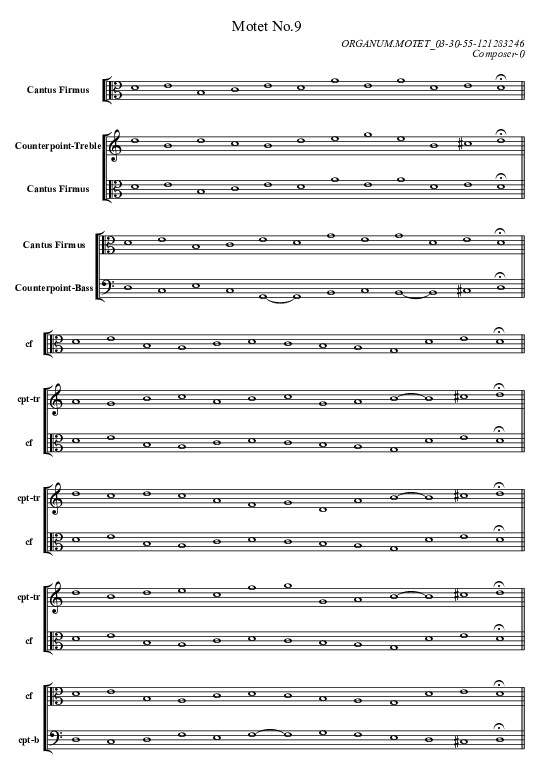 Motet No.9
ORGANUM.MOTET_03-30-55-121283246
Composer-0
Cantus Firmus
Counterpoint-Treble
Cantus Firmus
Cantus Firmus
Counterpoint-Bass
cf
cpt-tr
cf
cpt-tr
cf
cpt-tr
cf
cf
cpt-b